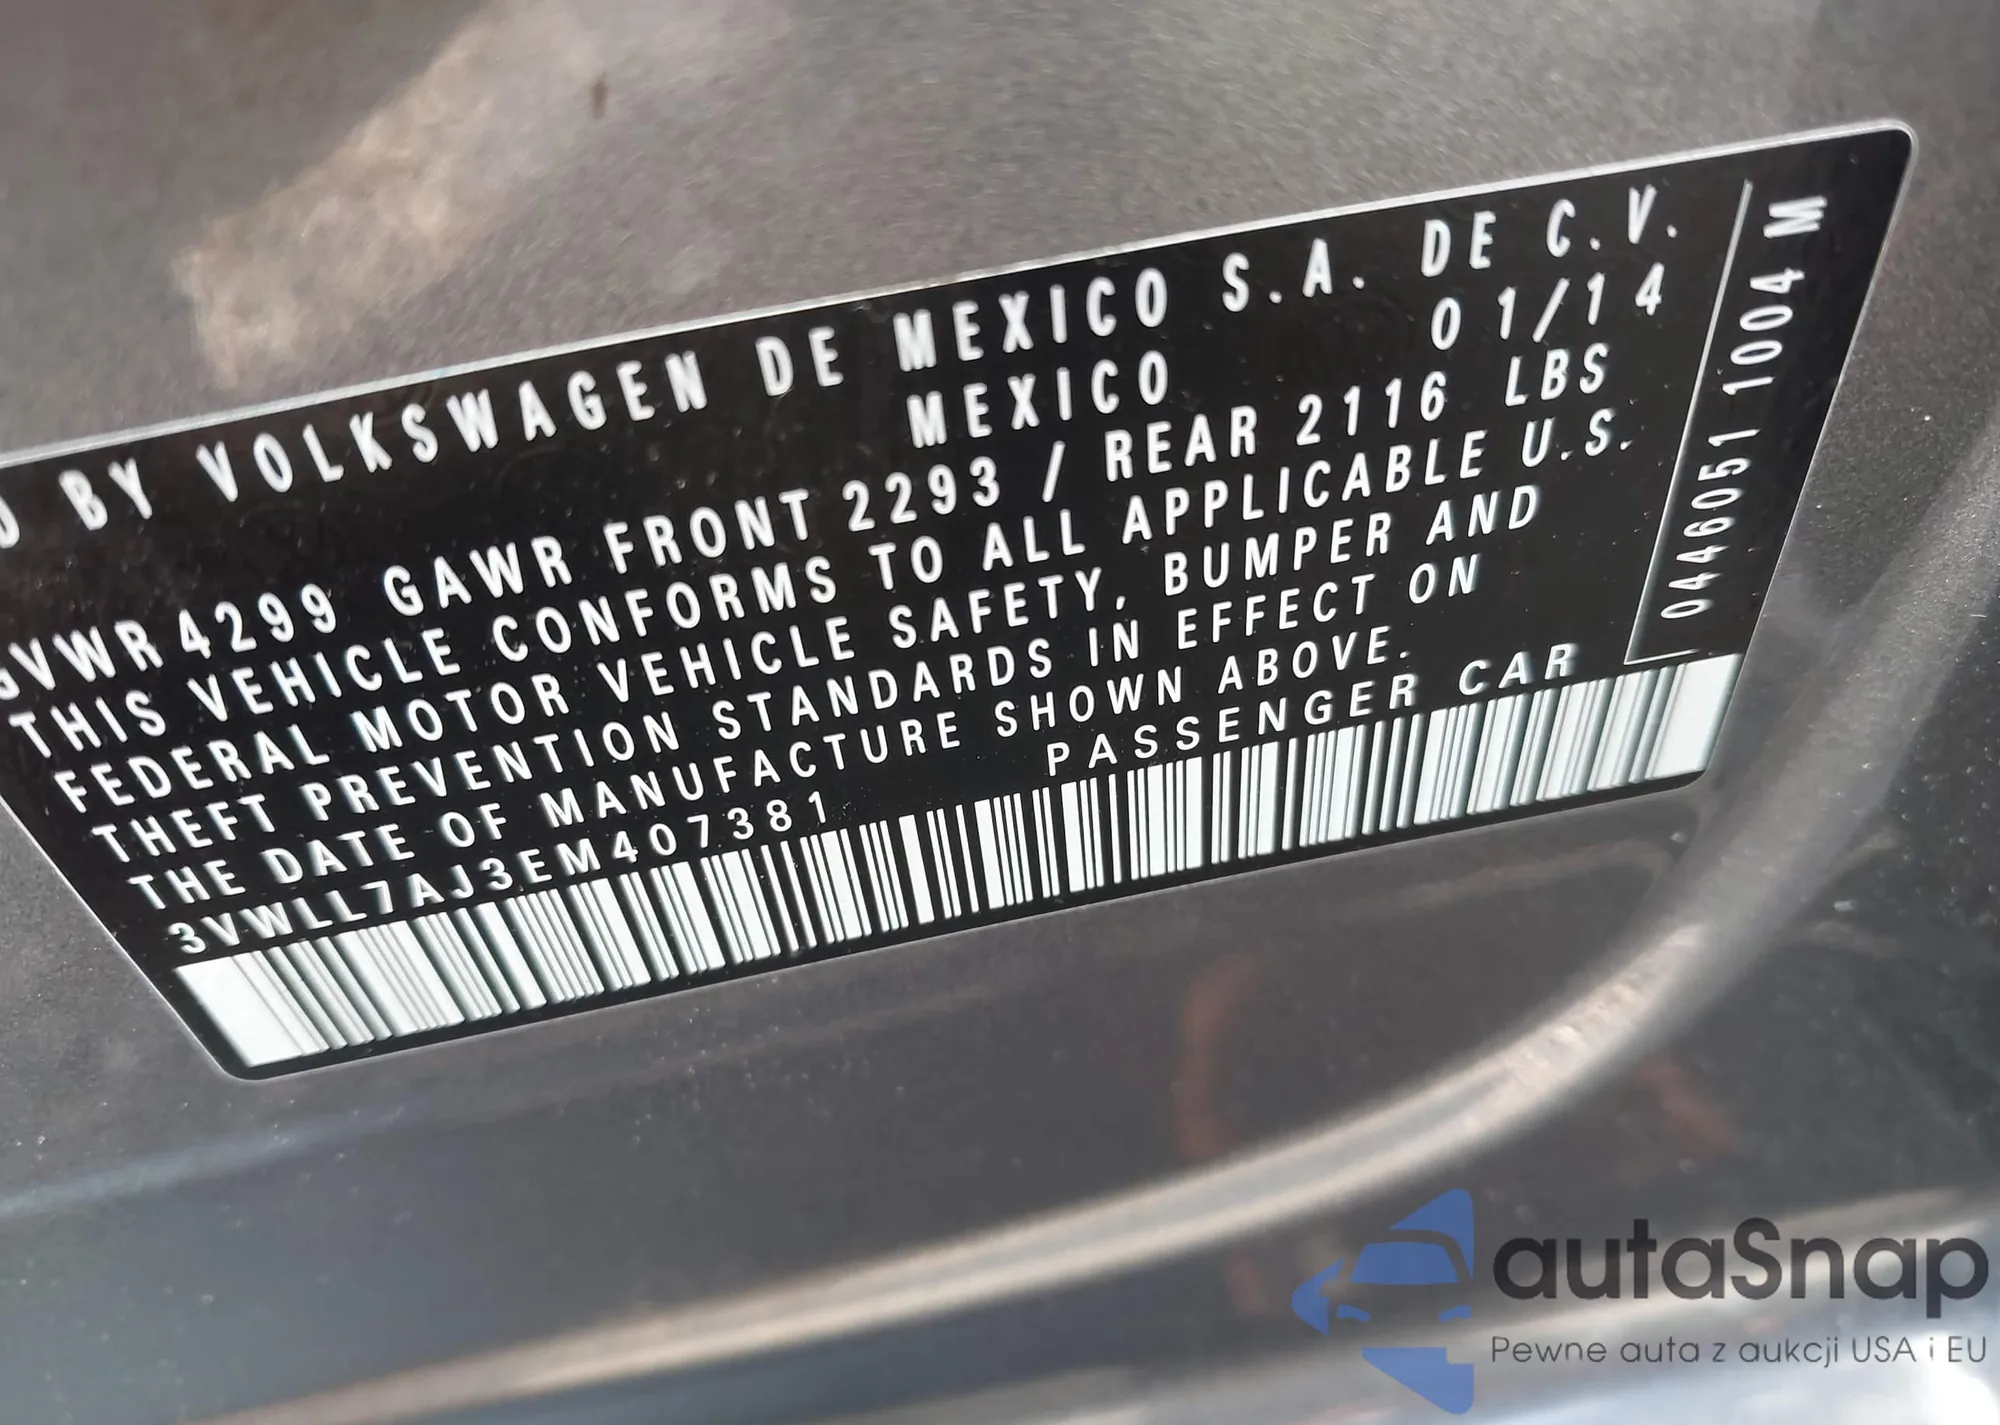 D BY VOLKSWAGEN DE MEXICO S.A. DE C.V.
MEXICO 01/14
GVWR 4299 GAWR FRONT 2293 / REAR 2116 LBS
THIS VEHICLE CONFORMS TO ALL APPLICABLE U.S.
FEDERAL MOTOR VEHICLE SAFETY, BUMPER AND
THEFT PREVENTION STANDARDS IN EFFECT ON
THE DATE OF MANUFACTURE SHOWN ABOVE.
3VWLL7AJ3EM407381 PASSENGER CAR
0446051 1004 M
autaSnap
Pewne auta z aukcji USA i EU